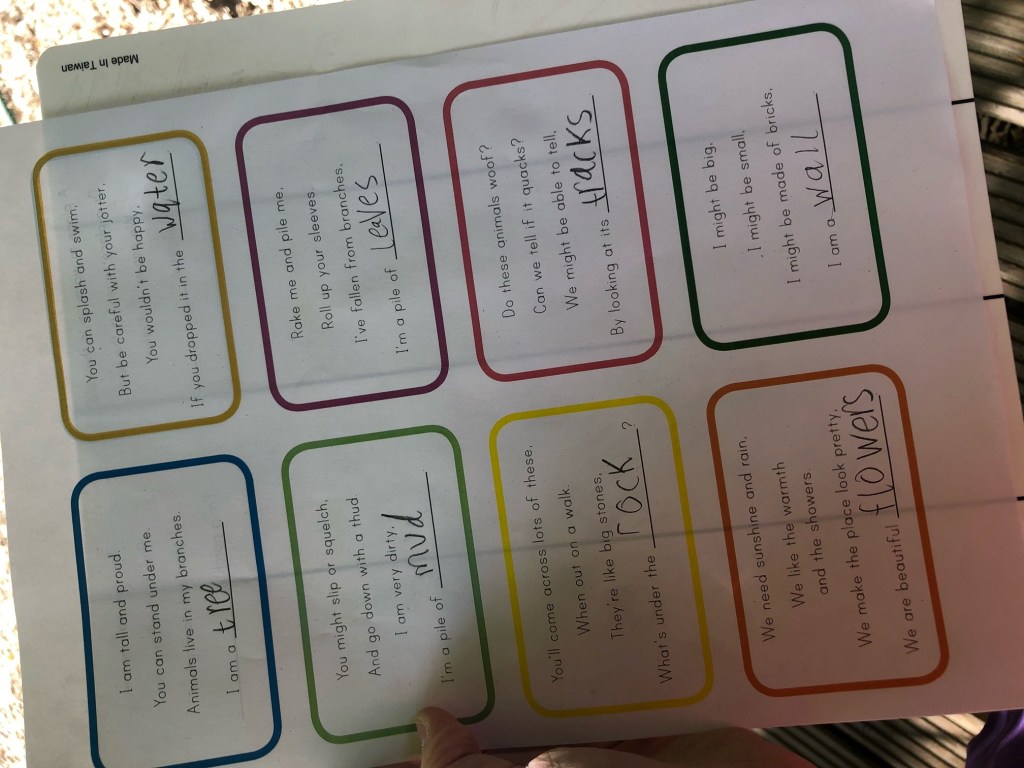 Made In Taiwan
I am tall and proud.
You can stand under me.
Animals live in my branches.
I am a tree
You can splash and swim,
But be careful with your jotter,
You wouldn't be happy,
If you dropped it in the water
You might slip or squelch,
And go down with a thud
I am very dirty,
I'm a pile of mud
Rake me and pile me.
Roll up your sleeves.
I've fallen from branches.
I'm a pile of leaves
You'll come across lots of these.
When out on a walk.
They're like big stones,
What's under the rock ?
Do these animals woof?
Can we tell if it quacks?
We might be able to tell,
By looking at its tracks
We need sunshine and rain,
We like the warmth
and the showers.
We make the place look pretty,
We are beautiful flowers
I might be big.
I might be small,
I might be made of bricks.
I am a wall